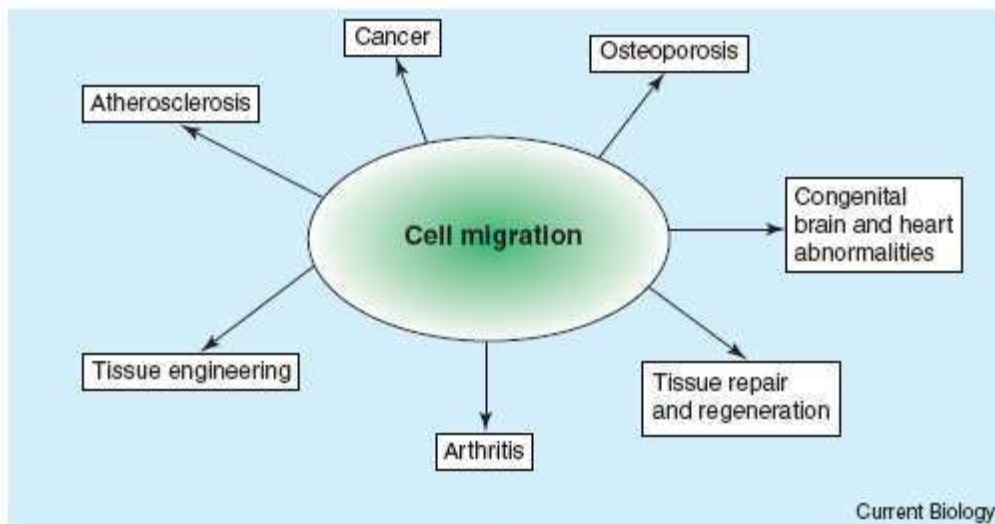 Cancer
Osteoporosis
Atherosclerosis
Congenital
brain and heart
abnormalities
Cell migration
Tissue engineering
Tissue repair
and regeneration
Arthritis
Current Biology